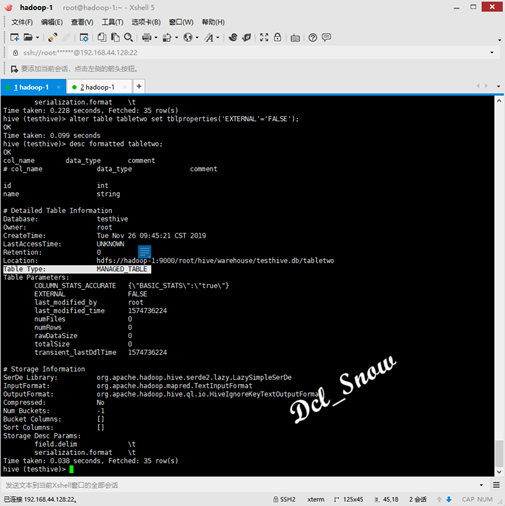 hadoop-1 root@hadoop-1:~ - Xshell 5
文件(F) 编辑(E) 查看(V) 工具(T) 选项卡(B) 窗口(W) 帮助(H)
ssh://root:******@192.168.44.128:22
要添加当前会话，点击左侧的箭头按钮。
1 hadoop-1 × 2 hadoop-1 × +
serialization.format \t
Time taken: 0.228 seconds, Fetched: 35 row(s)
hive (testhive)> alter table tabletwo set tblproperties('EXTERNAL'='FALSE');
OK
Time taken: 0.099 seconds
hive (testhive)> desc formatted tabletwo;
OK
col_name data_type comment
# col_name data_type comment
id int
name string
# Detailed Table Information
Database: testhive
Owner: root
CreateTime: Tue Nov 26 09:45:21 CST 2019
LastAccessTime: UNKNOWN
Retention: 0
Location: hdfs://hadoop-1:9000/root/hive/warehouse/testhive.db/tabletwo
Table Type: MANAGED_TABLE
Table Parameters:
COLUMN_STATS_ACCURATE {\"BASIC_STATS\":\"true\"}
EXTERNAL FALSE
last_modified_by root
last_modified_time 1574736224
numFiles 0
numRows 0
rawDataSize 0
totalSize 0
transient_lastDdlTime 1574736224
# Storage Information
SerDe Library: org.apache.hadoop.hive.serde2.lazy.LazySimpleSerDe
InputFormat: org.apache.hadoop.mapred.TextInputFormat
OutputFormat: org.apache.hadoop.hive.ql.io.HiveIgnoreKeyTextOutputFormat
Compressed: No
Num Buckets: -1
Bucket Columns: []
Sort Columns: []
Storage Desc Params:
field.delim \t
serialization.format \t
Time taken: 0.038 seconds, Fetched: 35 row(s)
hive (testhive)>
Dcl_Snow
发送文本到当前Xshell窗口的全部会话
已连接 192.168.44.128:22。 SSH2 xterm 125x45 45,18 2 会话 CAP NUM